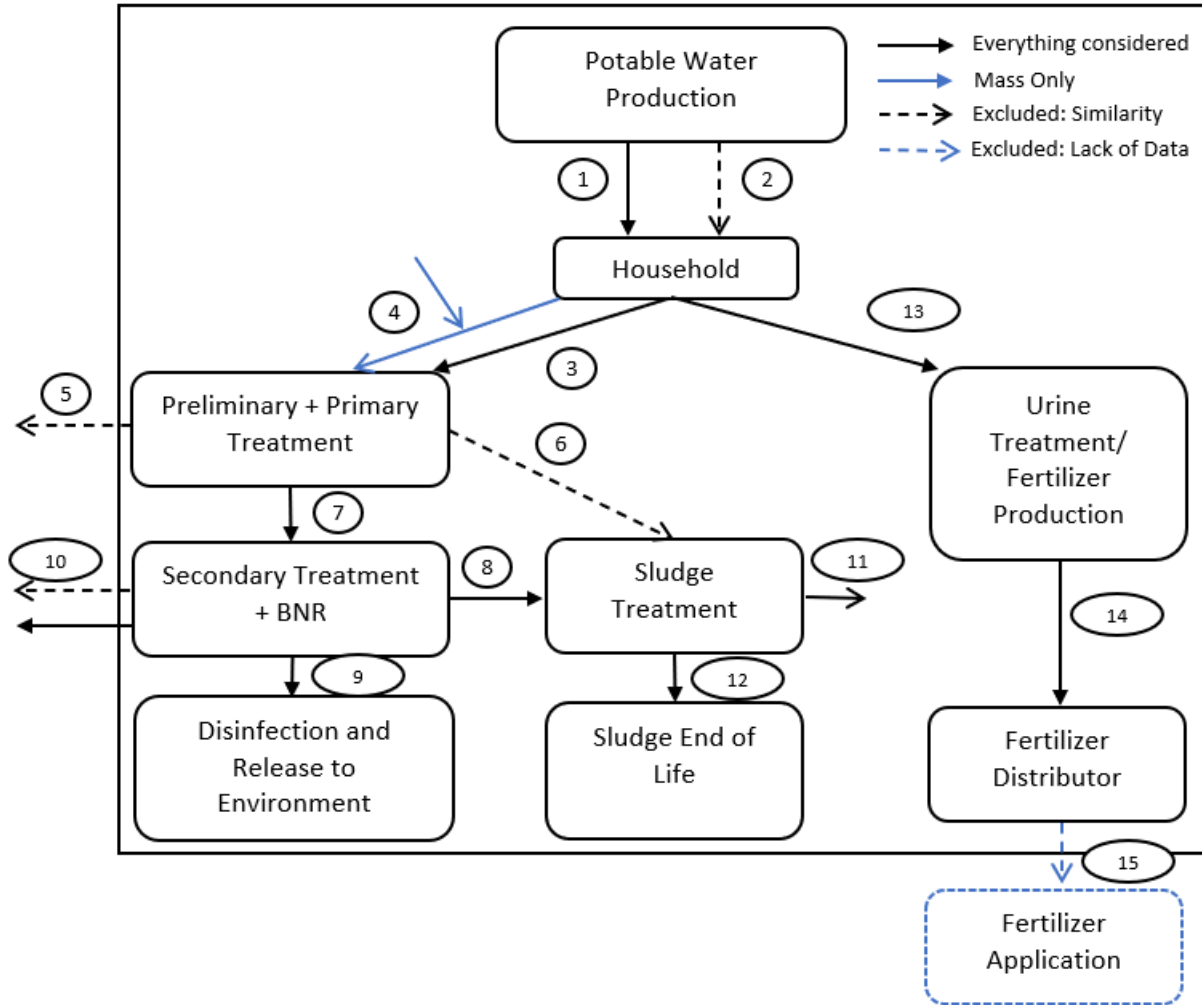 Potable Water
Production
Everything considered
Mass Only
Excluded: Similarity
Excluded: Lack of Data
1
2
Household
4
13
3
5
Preliminary + Primary
Treatment
6
Urine
Treatment/
Fertilizer
Production
7
10
Secondary Treatment
+ BNR
8
Sludge
Treatment
11
14
9
12
Disinfection and
Release to
Environment
Sludge End of
Life
Fertilizer
Distributor
15
Fertilizer
Application